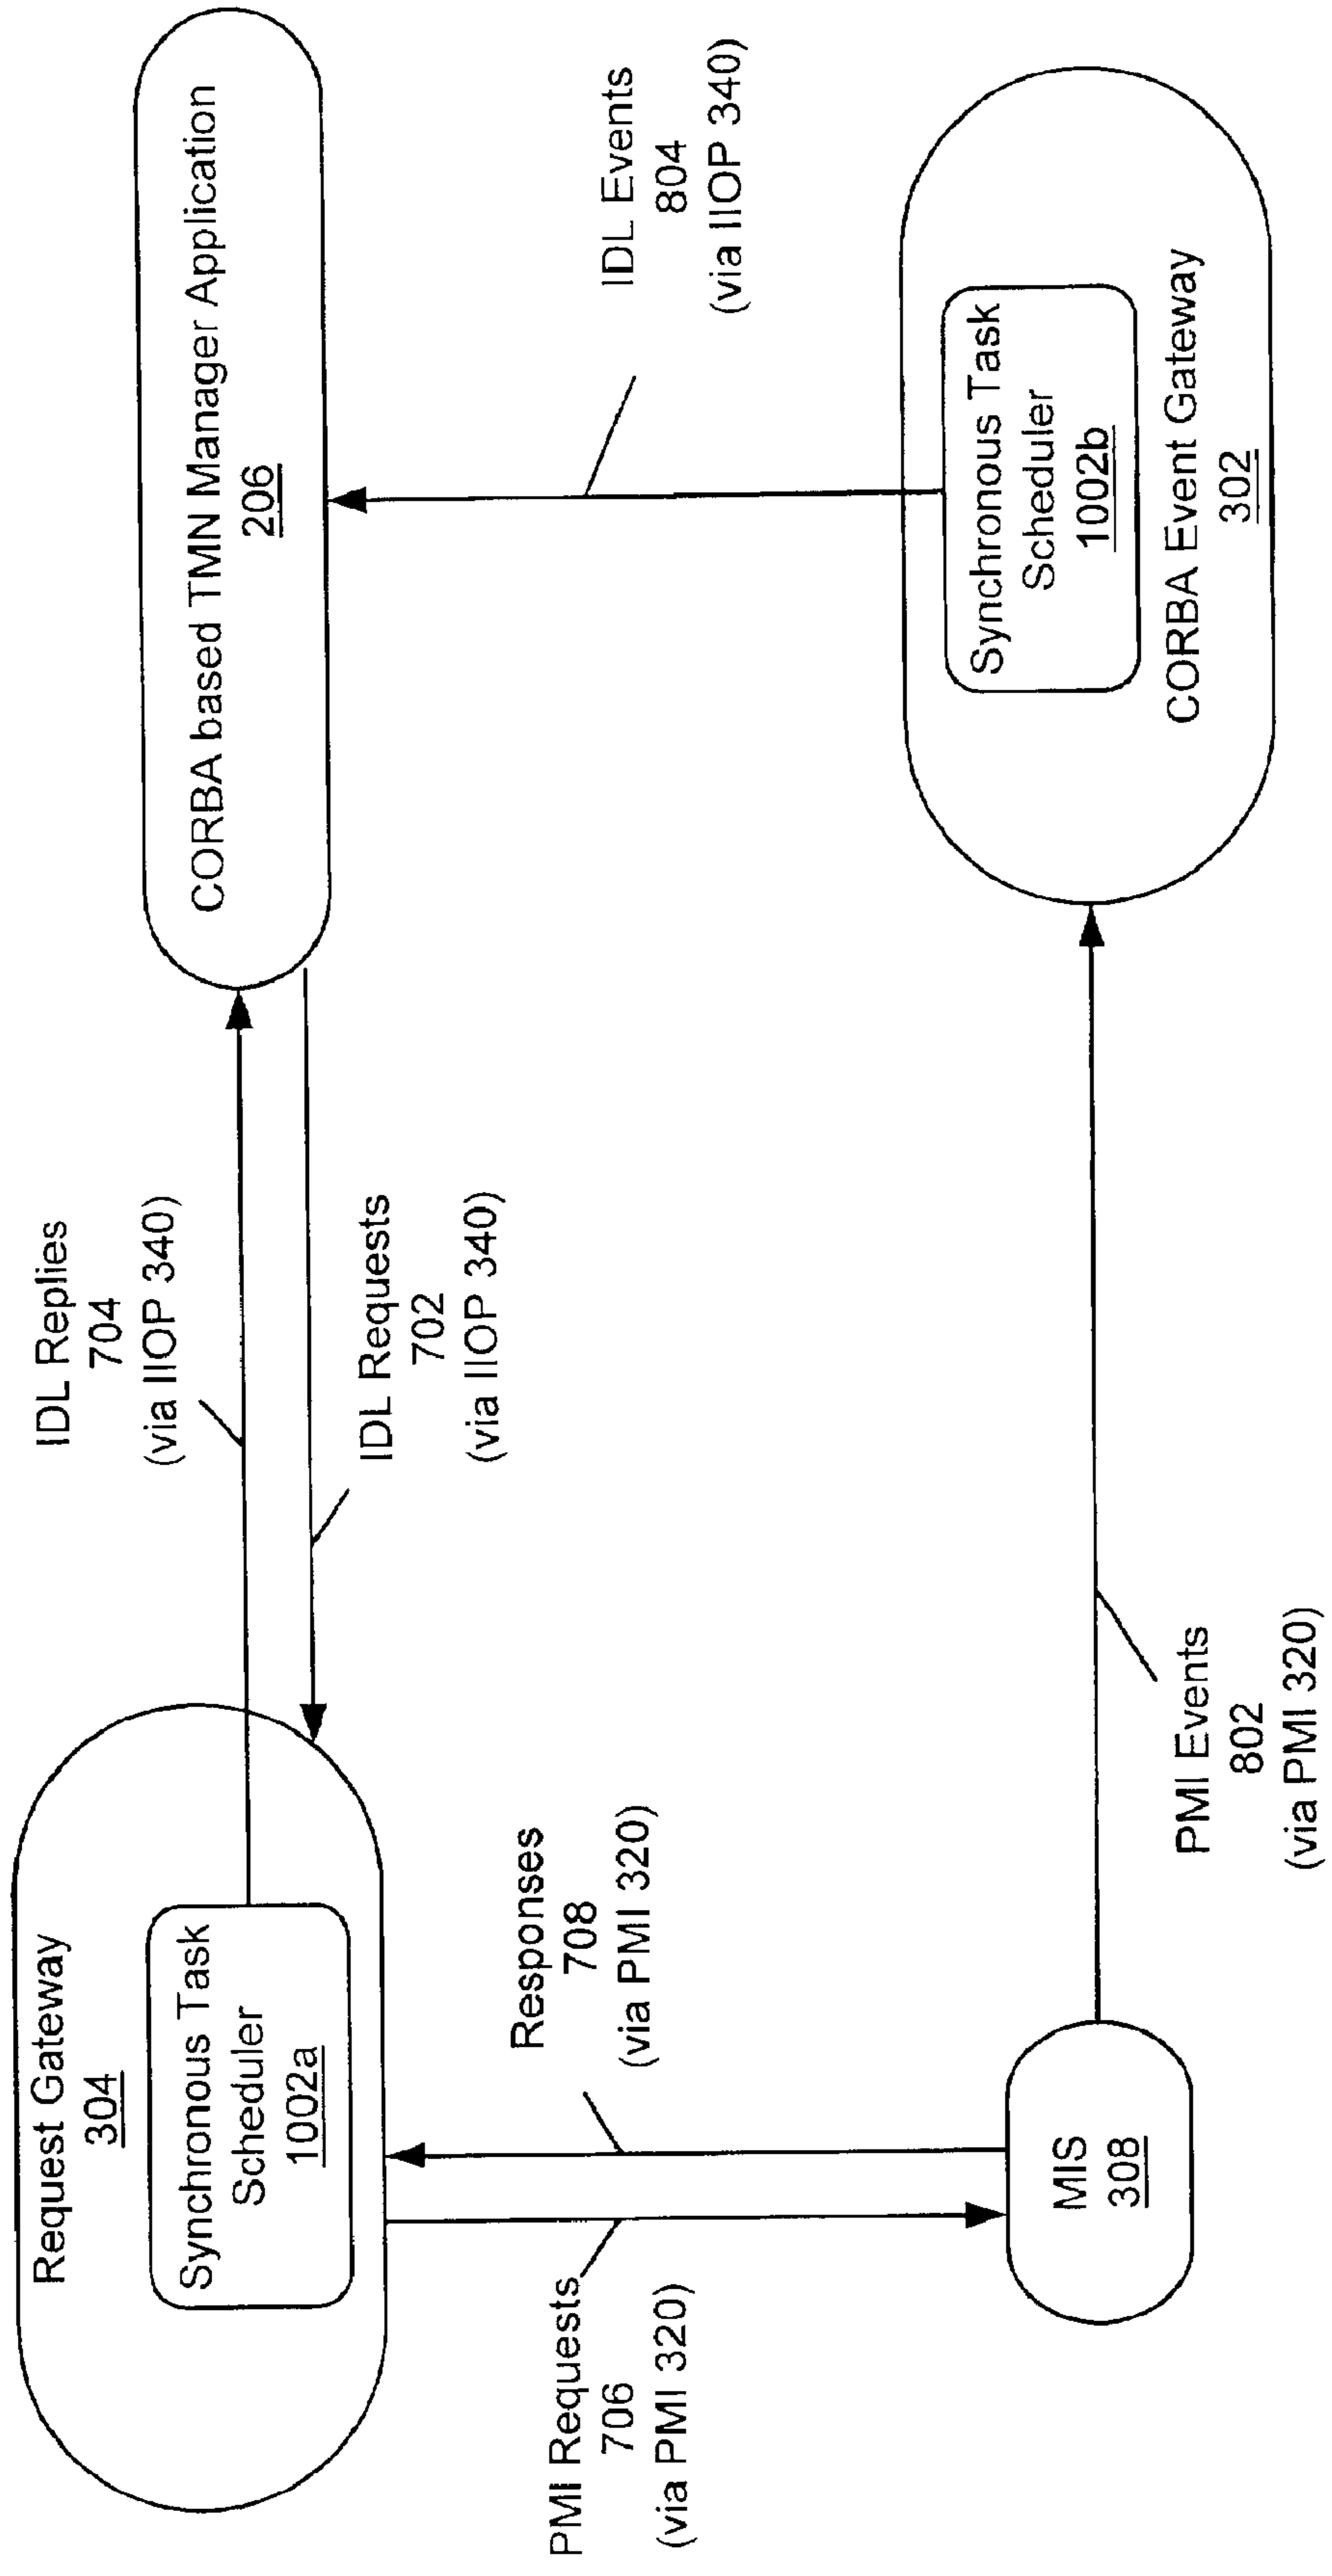 Request Gateway
304
Synchronous Task
Scheduler
1002a
IDL Replies
704
(via IIOP 340)
IDL Requests
702
(via IIOP 340)
CORBA based TMN Manager Application
206
PMI Requests
706
(via PMI 320)
Responses
708
(via PMI 320)
IDL Events
804
(via IIOP 340)
MIS
308
PMI Events
802
(via PMI 320)
Synchronous Task
Scheduler
1002b
CORBA Event Gateway
302